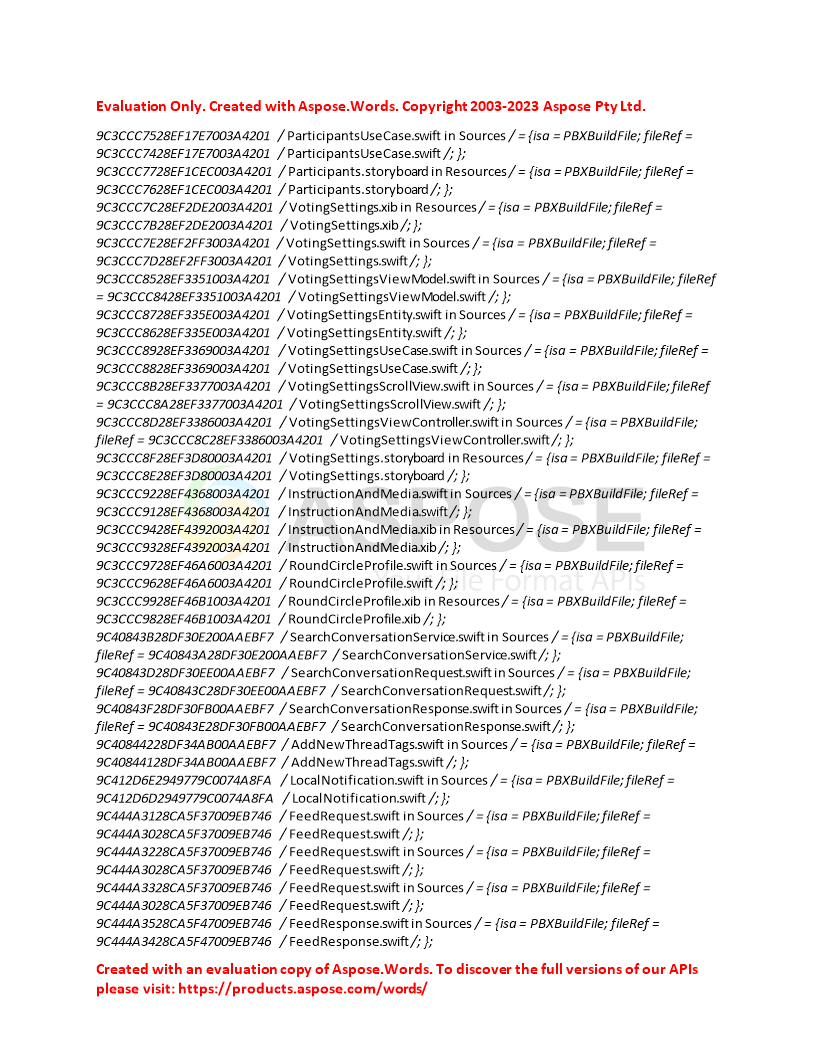 Evaluation Only. Created with Aspose.Words. Copyright 2003-2023 Aspose Pty Ltd.
9C3CCC7528EF17E7003A4201 / ParticipantsUseCase.swift in Sources / = {isa = PBXBuildFile; fileRef =
9C3CCC7428EF17E7003A4201 / ParticipantsUseCase.swift /; };
9C3CCC7728EF1CEC003A4201 / Participants.storyboard in Resources / = {isa = PBXBuildFile; fileRef =
9C3CCC7628EF1CEC003A4201 / Participants.storyboard /; };
9C3CCC7C28EF2DE2003A4201 / VotingSettings.xib in Resources / = {isa = PBXBuildFile; fileRef =
9C3CCC7B28EF2DE2003A4201 / VotingSettings.xib /; };
9C3CCC7E28EF2FF3003A4201 / VotingSettings.swift in Sources / = {isa = PBXBuildFile; fileRef =
9C3CCC7D28EF2FF3003A4201 / VotingSettings.swift /; };
9C3CCC8528EF3351003A4201 / VotingSettingsViewModel.swift in Sources / = {isa = PBXBuildFile; fileRef
= 9C3CCC8428EF3351003A4201 / VotingSettingsViewModel.swift /; };
9C3CCC8728EF335E003A4201 / VotingSettingsEntity.swift in Sources / = {isa = PBXBuildFile; fileRef =
9C3CCC8628EF335E003A4201 / VotingSettingsEntity.swift /; };
9C3CCC8928EF3369003A4201 / VotingSettingsUseCase.swift in Sources / = {isa = PBXBuildFile; fileRef =
9C3CCC8828EF3369003A4201 / VotingSettingsUseCase.swift /; };
9C3CCC8B28EF3377003A4201 / VotingSettingsScrollView.swift in Sources / = {isa = PBXBuildFile; fileRef
= 9C3CCC8A28EF3377003A4201 / VotingSettingsScrollView.swift /; };
9C3CCC8D28EF3386003A4201 / VotingSettingsViewController.swift in Sources / = {isa = PBXBuildFile;
fileRef = 9C3CCC8C28EF3386003A4201 / VotingSettingsViewController.swift /; };
9C3CCC8F28EF3D80003A4201 / VotingSettings.storyboard in Resources / = {isa = PBXBuildFile; fileRef =
9C3CCC8E28EF3D80003A4201 / VotingSettings.storyboard /; };
9C3CCC9228EF4368003A4201 / InstructionAndMedia.swift in Sources / = {isa = PBXBuildFile; fileRef =
9C3CCC9128EF4368003A4201 / InstructionAndMedia.swift /; };
9C3CCC9428EF4392003A4201 / InstructionAndMedia.xib in Resources / = {isa = PBXBuildFile; fileRef =
9C3CCC9328EF4392003A4201 / InstructionAndMedia.xib /; };
9C3CCC9728EF46A6003A4201 / RoundCircleProfile.swift in Sources / = {isa = PBXBuildFile; fileRef =
9C3CCC9628EF46A6003A4201 / RoundCircleProfile.swift /; };
9C3CCC9928EF46B1003A4201 / RoundCircleProfile.xib in Resources / = {isa = PBXBuildFile; fileRef =
9C3CCC9828EF46B1003A4201 / RoundCircleProfile.xib /; };
9C40843B28DF30E200AAEBF7 / SearchConversationService.swift in Sources / = {isa = PBXBuildFile;
fileRef = 9C40843A28DF30E200AAEBF7 / SearchConversationService.swift /; };
9C40843D28DF30EE00AAEBF7 / SearchConversationRequest.swift in Sources / = {isa = PBXBuildFile;
fileRef = 9C40843C28DF30EE00AAEBF7 / SearchConversationRequest.swift /; };
9C40843F28DF30FB00AAEBF7 / SearchConversationResponse.swift in Sources / = {isa = PBXBuildFile;
fileRef = 9C40843E28DF30FB00AAEBF7 / SearchConversationResponse.swift /; };
9C40844228DF34AB00AAEBF7 / AddNewThreadTags.swift in Sources / = {isa = PBXBuildFile; fileRef =
9C40844128DF34AB00AAEBF7 / AddNewThreadTags.swift /; };
9C412D6E2949779C0074A8FA / LocalNotification.swift in Sources / = {isa = PBXBuildFile; fileRef =
9C412D6D2949779C0074A8FA / LocalNotification.swift /; };
9C444A3128CA5F37009EB746 / FeedRequest.swift in Sources / = {isa = PBXBuildFile; fileRef =
9C444A3028CA5F37009EB746 / FeedRequest.swift /; };
9C444A3228CA5F37009EB746 / FeedRequest.swift in Sources / = {isa = PBXBuildFile; fileRef =
9C444A3028CA5F37009EB746 / FeedRequest.swift /; };
9C444A3328CA5F37009EB746 / FeedRequest.swift in Sources / = {isa = PBXBuildFile; fileRef =
9C444A3028CA5F37009EB746 / FeedRequest.swift /; };
9C444A3528CA5F47009EB746 / FeedResponse.swift in Sources / = {isa = PBXBuildFile; fileRef =
9C444A3428CA5F47009EB746 / FeedResponse.swift /; };
Created with an evaluation copy of Aspose.Words. To discover the full versions of our APIs
please visit: https://products.aspose.com/words/
ASPOSE
File Format APIs